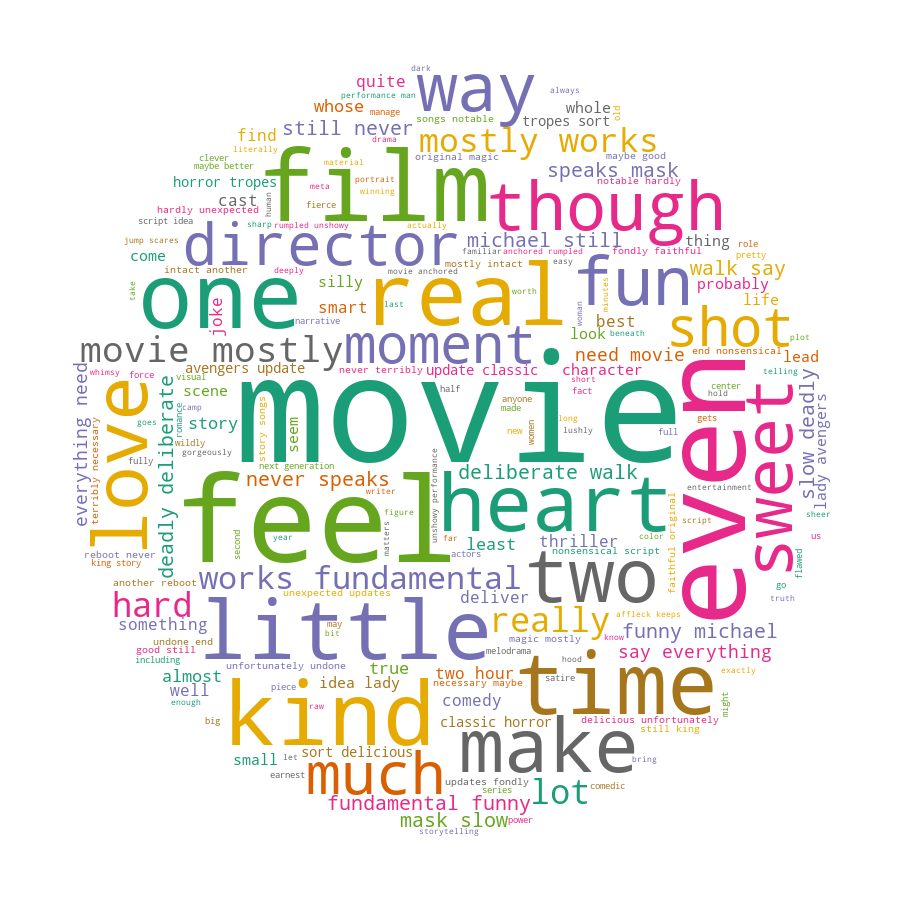 dark
way
always
quite
performance man
whose
manage
songs notable
whole
old
tropes sort
find
still never
literally
drama
mostly works
clever
maybe better
film
material
original magic
maybe good
speaks mask
horror tropes
meta
portrait
winning
though
notable hardly
cast
human
fierce
hardly unexpected
script idea
sharp
rumpled unshowy
actually
jump scares
director
michael still
familiar
anchored rumpled
fondly faithful
thing
role
come
intact another
deeply
mostly intact
movie anchored
easy
fun
walk say
pretty
take
one
silly
real
worth
woman
minutes
probably
life
joke
smart
last
narrative
best
shot
plot
look
beneath
movie mostly
moment
need movie
end nonsensical
lead
whimsy
force
avengers update
never terribly
update classic
character
telling
everything need
love
visual
scene
half
short
fact
center
hold
slow deadly
lady avengers
deadly deliberate
romance
camp
movie
anyone
made
women
long
lushly
full
gets
even
sweet
terribly necessary
goes
story
story songs
seem
new
wildly
gorgeously
fully
next generation
never speaks
writer
unshowy performance
deliberate walk
entertainment
feel
figure
heart
faithful original
script
sheer
second
year
matters
far
actors
least
thriller
color
nonsensical script
us
flawed
reboot never
king story
another reboot
works fundamental
two
go
truth
hard
unexpected updates
deliver
little
may
bit
really
affleck keeps
something
know
funny michael
undone end
good still
including
melodrama
magic mostly
say everything
almost
unfortunately undone
true
two hour
hood
satire
exactly
well
enough
piece
idea lady
necessary maybe
time
kind
raw
comedy
might
big
sort delicious
classic horror
delicious unfortunately
still king
make
small
let
earnest
much
updates fondly
bring
series
lot
comedic
fundamental funny
mask slow
power
storytelling